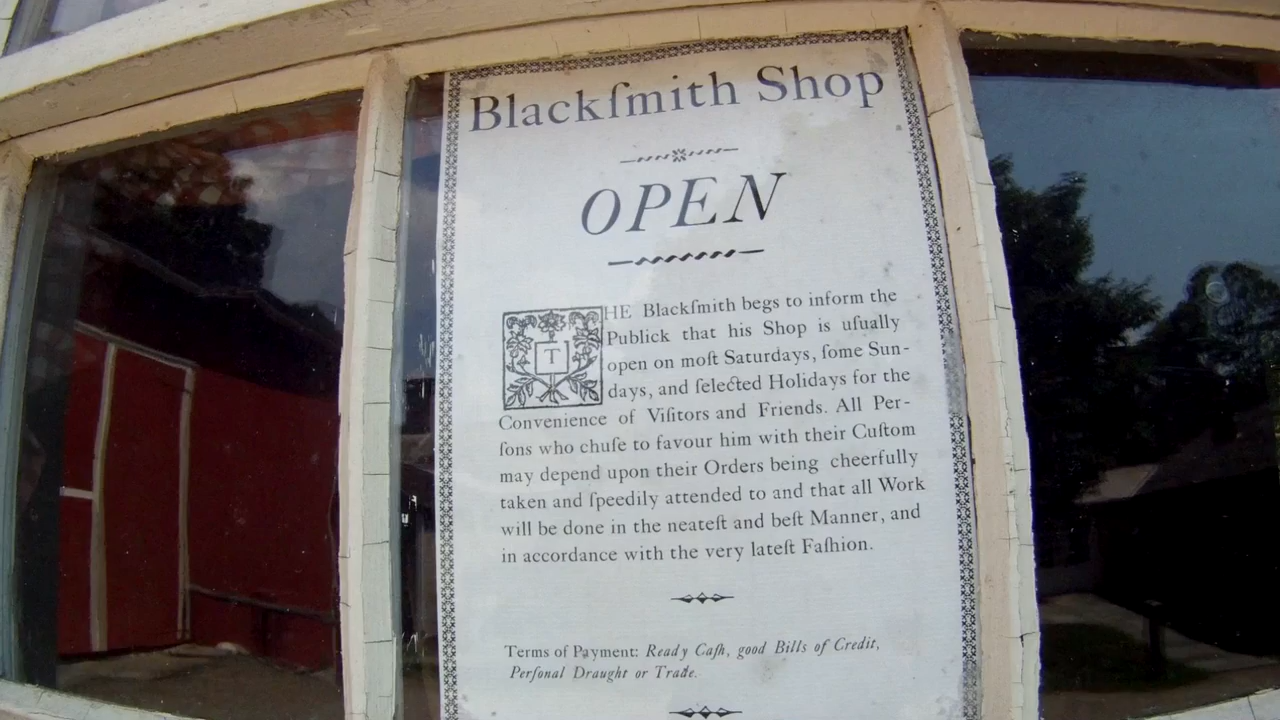 Blackſmith Shop
OPEN
THE Blackſmith begs to inform the
Publick that his Shop is uſually
open on moſt Saturdays, ſome Sun-
days, and ſelected Holidays for the
Convenience of Viſitors and Friends. All Per-
ſons who chuſe to favour him with their Cuſtom
may depend upon their Orders being cheerfully
taken and ſpeedily attended to and that all Work
will be done in the neateſt and beſt Manner, and
in accordance with the very lateſt Faſhion.
Terms of Payment: Ready Caſh, good Bills of Credit,
Perſonal Draught or Trade.